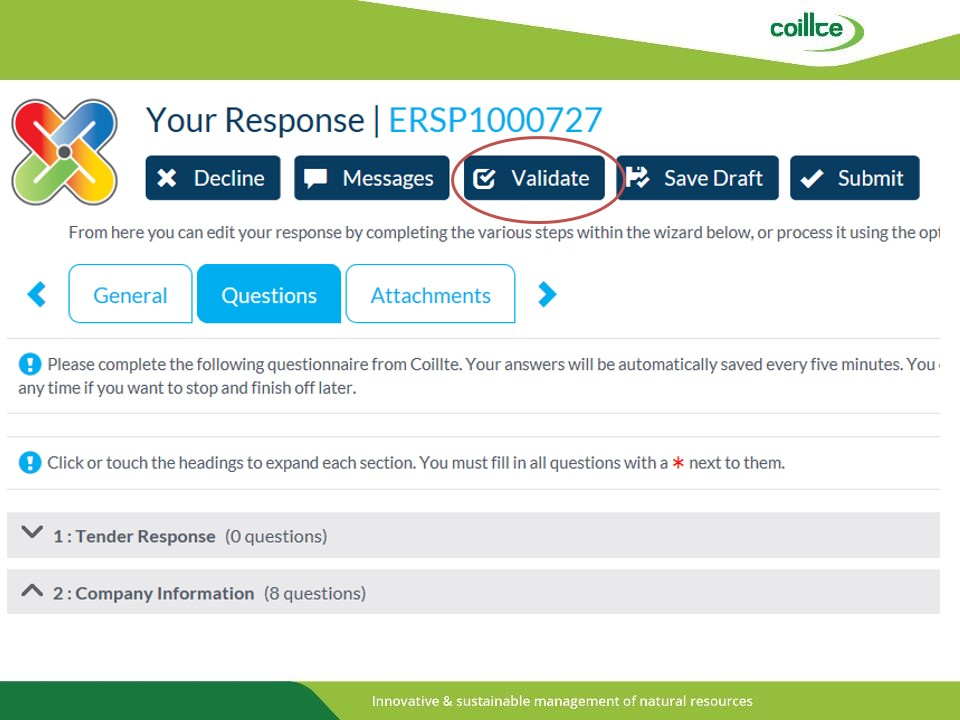 coillte
Your Response | ERSP1000727
Decline
Messages
Validate
Save Draft
Submit
From here you can edit your response by completing the various steps within the wizard below, or process it using the
General
Questions
Attachments
Please complete the following questionnaire from Coillte. Your answers will be automatically saved every five minutes. You
any time if you want to stop and finish off later.
Click or touch the headings to expand each section. You must fill in all questions with a * next to them.
1 : Tender Response (0 questions)
2 : Company Information (8 questions)
Innovative & sustainable management of natural resources